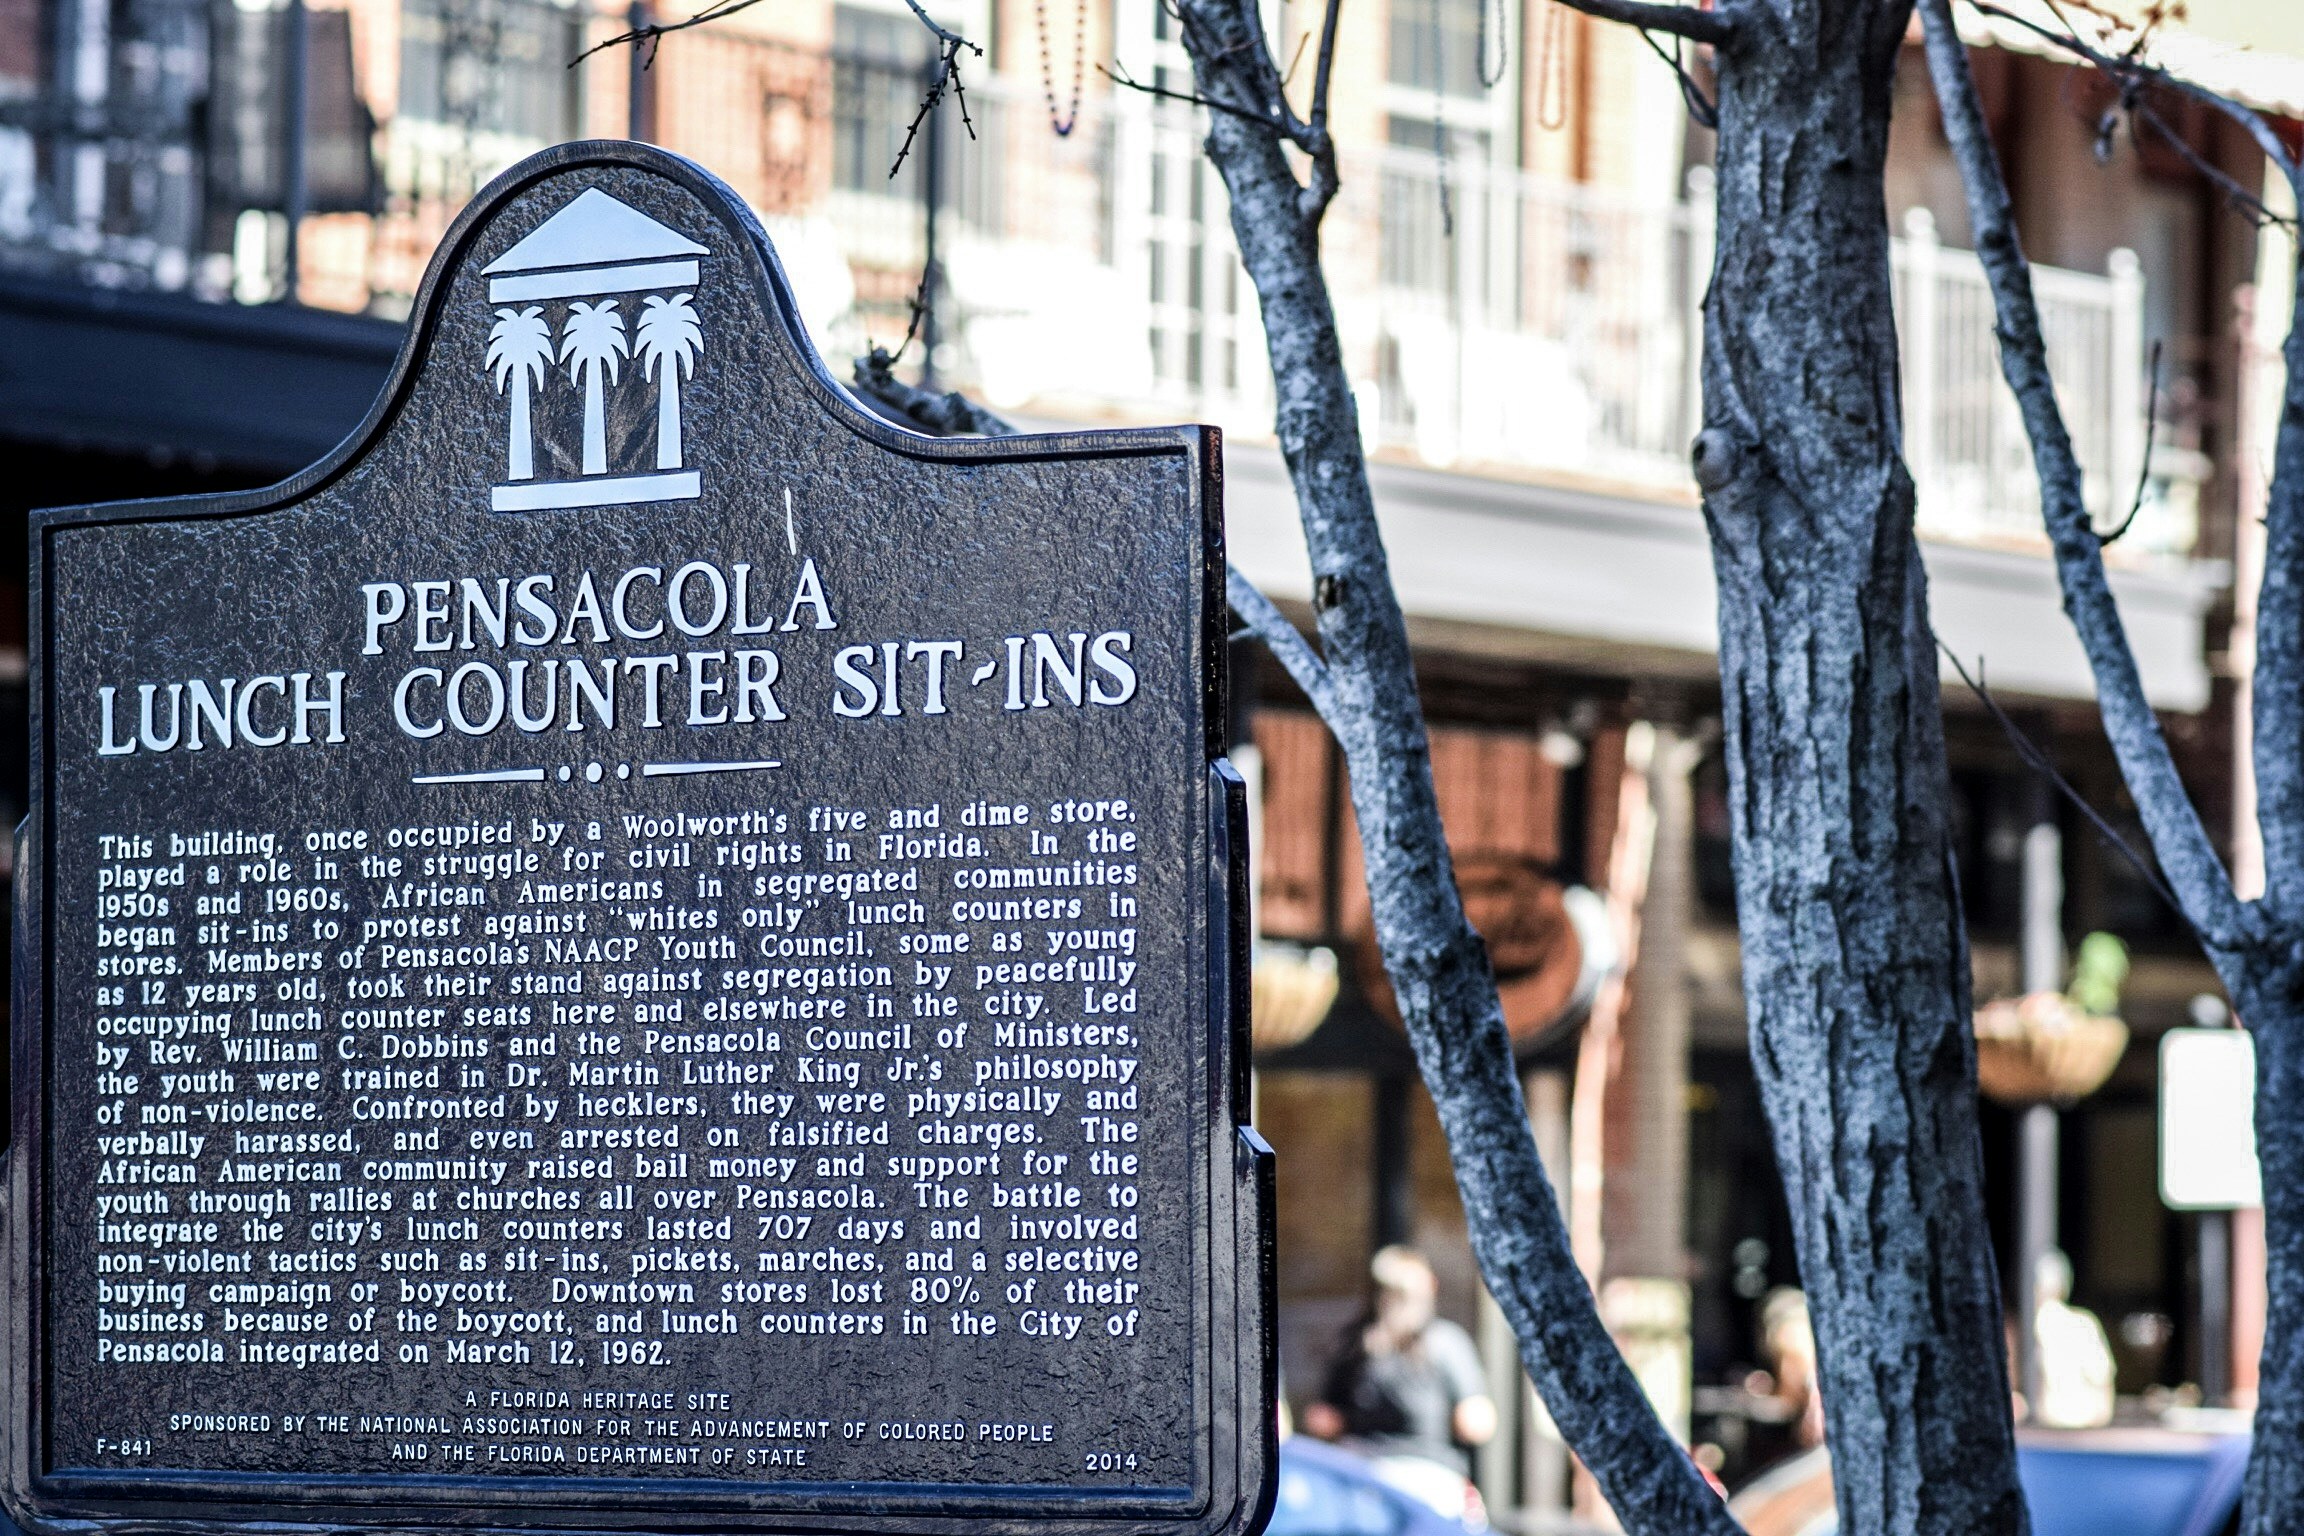 PENSACOLA
LUNCH COUNTER SIT-INS
This building, once occupied by a Woolworth's five and dime store,
played a role in the struggle for civil rights in Florida. In the
1950s and 1960s, African Americans in segregated communities
began sit-ins to protest against "whites only" lunch counters in
stores. Members of Pensacola's NAACP Youth Council, some as young
as 12 years old, took their stand against segregation by peacefully
occupying lunch counter seats here and elsewhere in the city. Led
by Rev. William C. Dobbins and the Pensacola Council of Ministers,
the youth were trained in Dr. Martin Luther King Jr.'s philosophy
of non-violence. Confronted by hecklers, they were physically and
verbally harassed, and even arrested on falsified charges. The
African American community raised bail money and support for the
youth through rallies at churches all over Pensacola. The battle to
integrate the city's lunch counters lasted 707 days and involved
non-violent tactics such as sit-ins, pickets, marches, and a selective
buying campaign or boycott. Downtown stores lost 80% of their
business because of the boycott, and lunch counters in the City of
Pensacola integrated on March 12, 1962.
A FLORIDA HERITAGE SITE
SPONSORED BY THE NATIONAL ASSOCIATION FOR THE ADVANCEMENT OF COLORED PEOPLE
AND THE FLORIDA DEPARTMENT OF STATE
F-841
2014